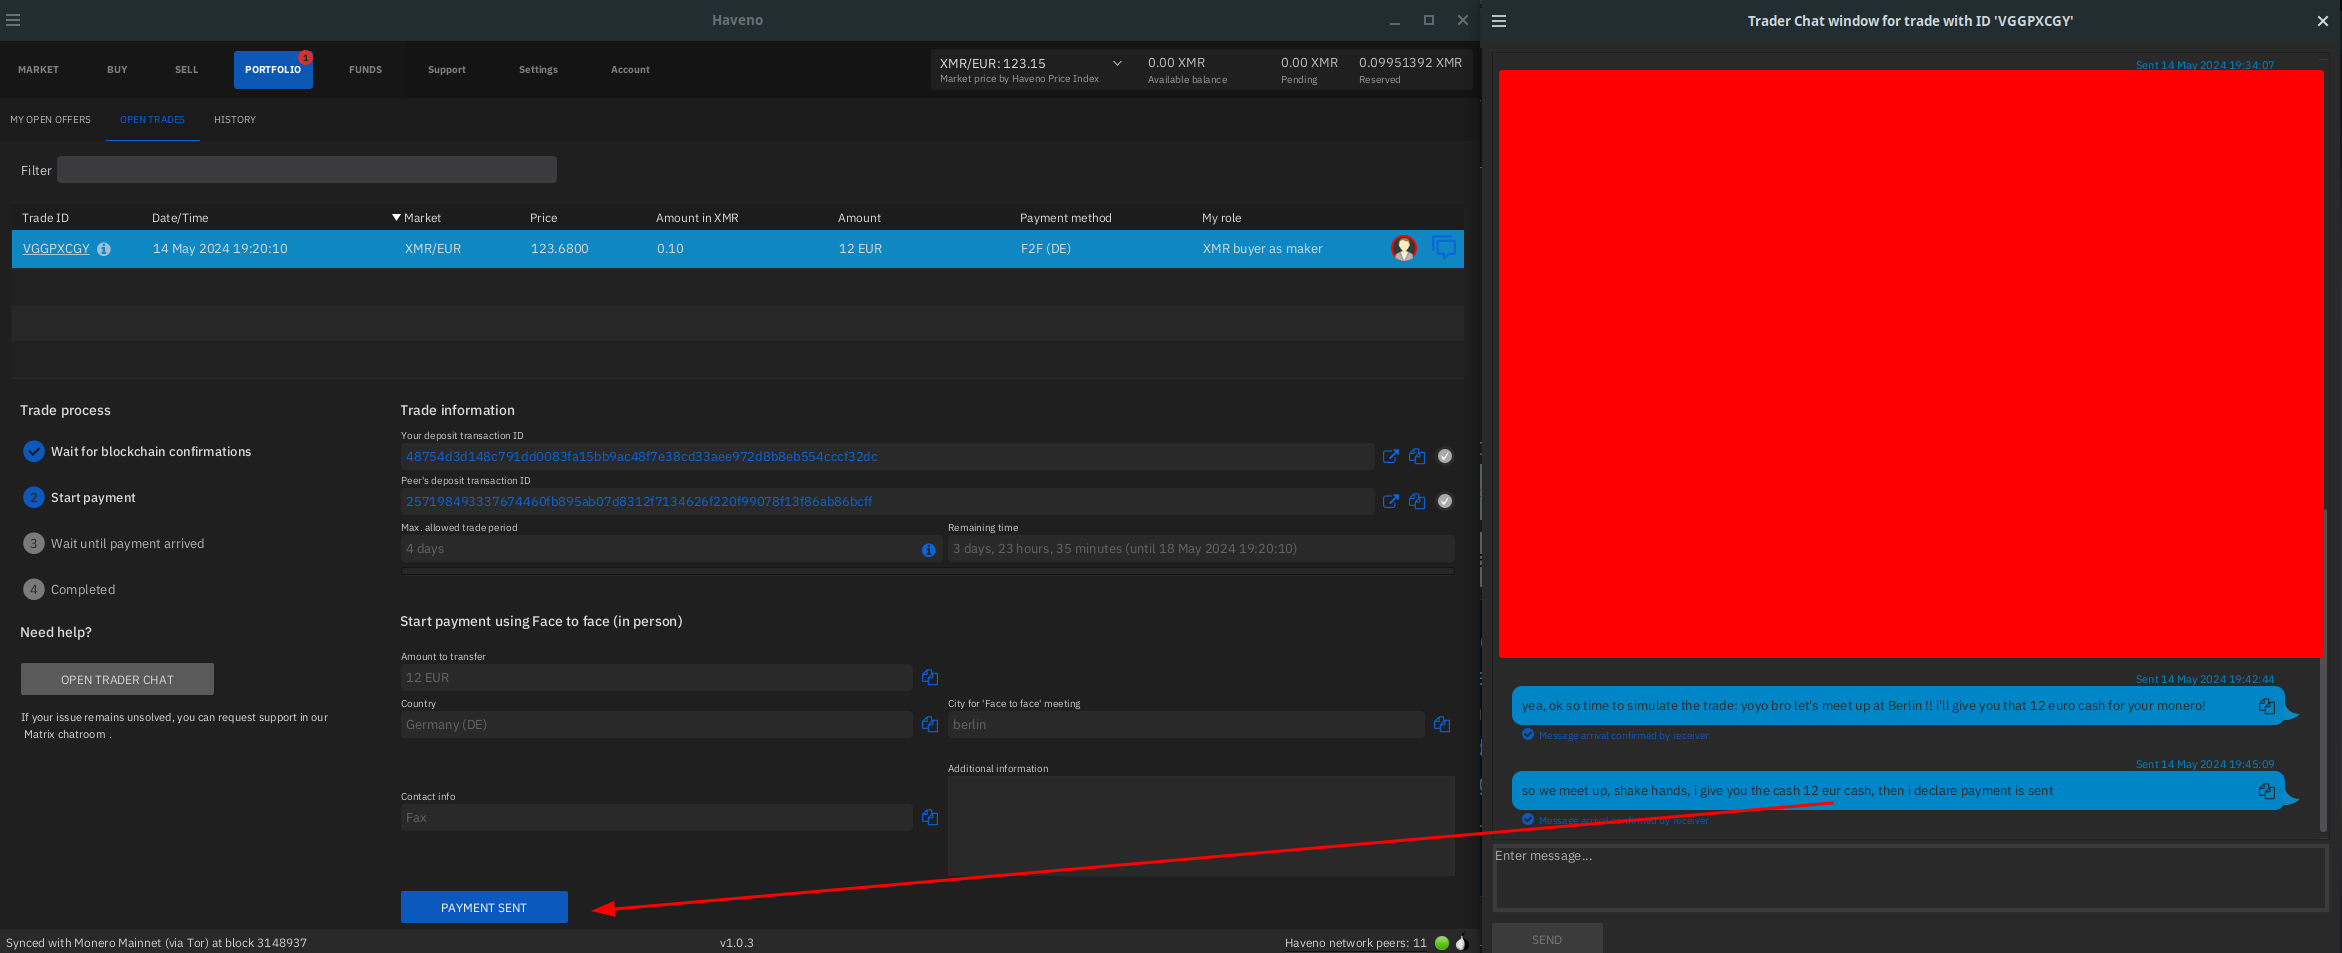 Haveno
MARKET BUY SELL PORTFOLIO 1 FUNDS Support Settings Account
XMR/EUR: 123.15
Market price by Haveno Price Index
0.00 XMR
Available balance
0.00 XMR
Pending
0.09951392 XMR
Reserved
MY OPEN OFFERS OPEN TRADES HISTORY
Filter
Trade ID Date/Time Market Price Amount in XMR Amount Payment method My role
VGGPXCGY 14 May 2024 19:20:10 XMR/EUR 123.6800 0.10 12 EUR F2F (DE) XMR buyer as maker
Trade process
Wait for blockchain confirmations
2 Start payment
3 Wait until payment arrived
4 Completed
Need help?
OPEN TRADER CHAT
If your issue remains unsolved, you can request support in our
Matrix chatroom .
Trade information
Your deposit transaction ID
48754d3d148c791dd0083fa15bb9ac48f7e38cd33aee972d8b8eb554cccf32dc
Peer's deposit transaction ID
257198493337674460fb895ab07d8312f7134626f220f99078f13f86ab86bcff
Max. allowed trade period
4 days
Remaining time
3 days, 23 hours, 35 minutes (until 18 May 2024 19:20:10)
Start payment using Face to face (in person)
Amount to transfer
12 EUR
Country
Germany (DE)
City for 'Face to face' meeting
berlin
Additional information
Contact info
Fax
PAYMENT SENT
Synced with Monero Mainnet (via Tor) at block 3148937
v1.0.3
Haveno network peers: 11
Trader Chat window for trade with ID 'VGGPXCGY'
Sent 14 May 2024 19:34:07
Sent 14 May 2024 19:42:44
yea, ok so time to simulate the trade: yoyo bro let's meet up at Berlin !! i'll give you that 12 euro cash for your monero!
Message arrival confirmed by receiver
Sent 14 May 2024 19:45:09
so we meet up, shake hands, i give you the cash 12 eur cash, then i declare payment is sent
Message arrival confirmed by receiver
Enter message...
SEND